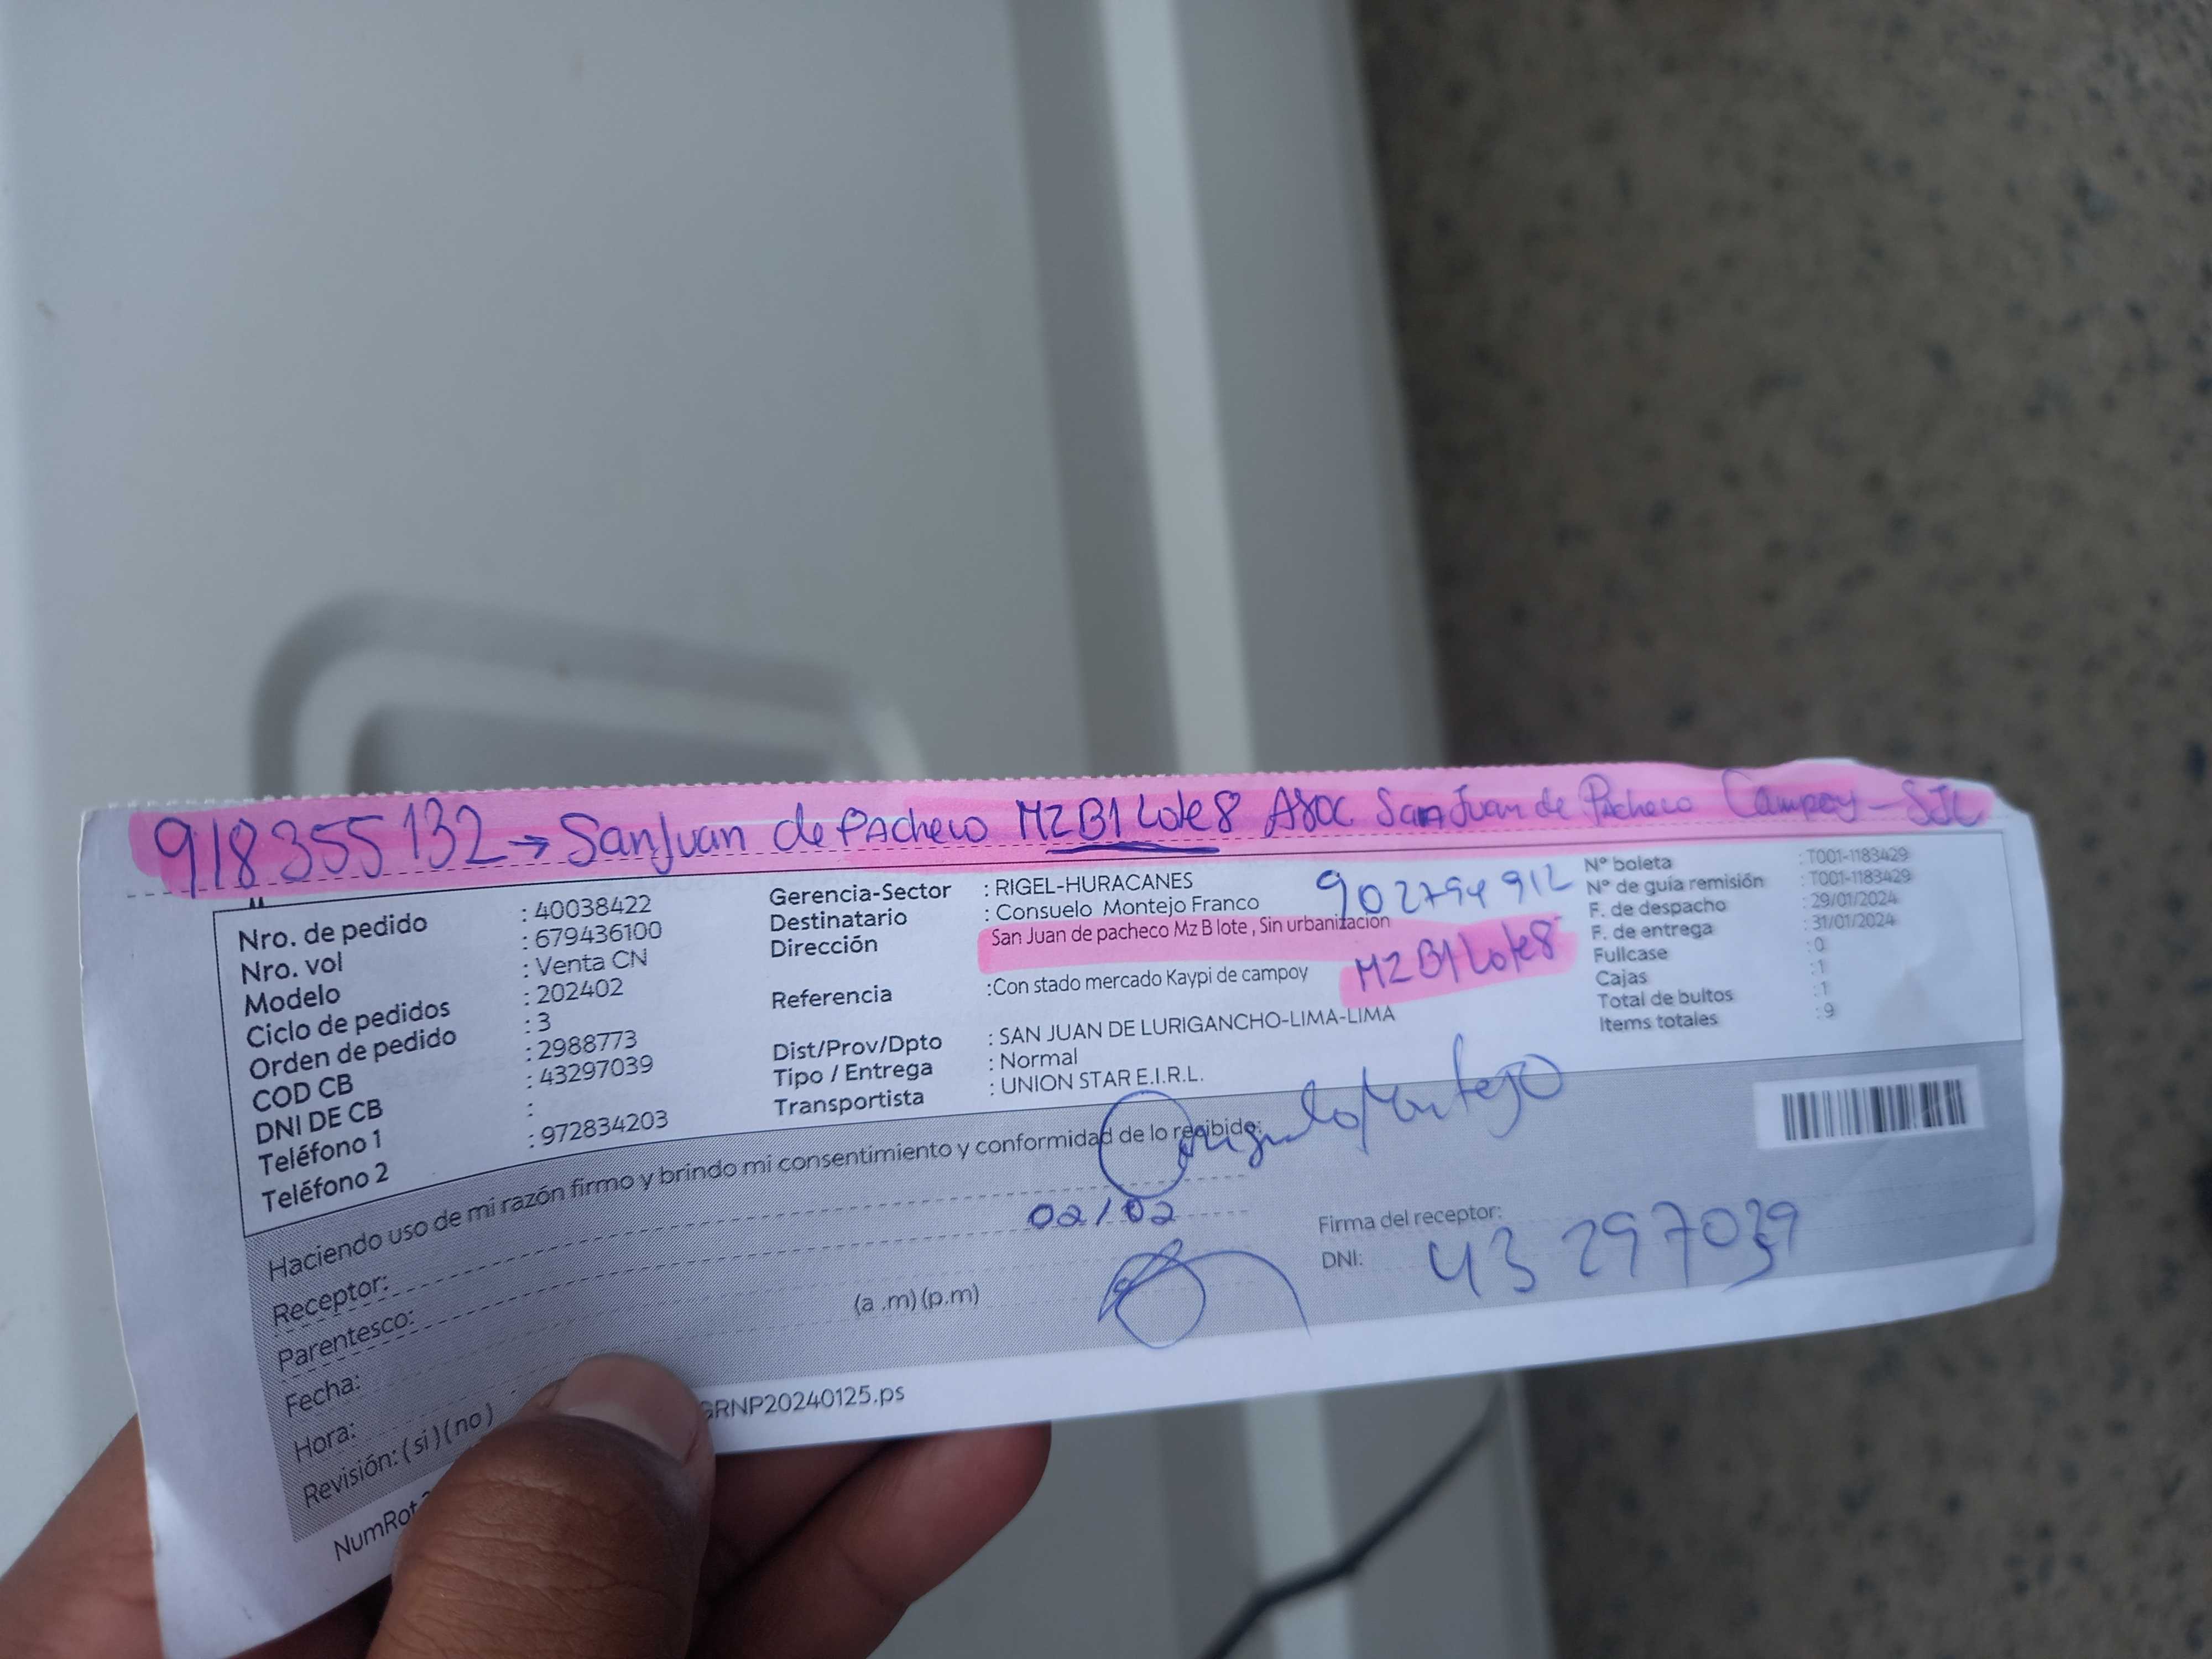 918355132 → San Juan de Pacheco MZ B1 Lote 8 Asoc San Juan de Pacheco Campoy - SJL
Nro. de pedido : 40038422
Nro. vol : 679436100
Modelo : Venta CN
Ciclo de pedidos : 202402
Orden de pedido : 3
COD CB : 2988773
DNI DE CB : 43297039
Teléfono 1 :
Teléfono 2 : 972834203
Gerencia-Sector : RIGEL-HURACANES
Destinatario : Consuelo Montejo Franco
902794912
Dirección San Juan de pacheco Mz B lote , Sin urbanización
MZ B1 Lote 8
Referencia :Con stado mercado Kaypi de campoy
Dist/Prov/Dpto : SAN JUAN DE LURIGANCHO-LIMA-LIMA
Tipo / Entrega : Normal
Transportista : UNION STAR E.I.R.L.
N° boleta : T001-1183429
N° de guía remisión : T001-1183429
F. de despacho : 29/01/2024
F. de entrega : 31/01/2024
Fullcase : 0
Cajas : 1
Total de bultos : 1
Items totales : 9
Haciendo uso de mi razón firmo y brindo mi consentimiento y conformidad de lo recibido:
Montejo
Receptor:
Parentesco: 02/02
Fecha:
Hora: (a .m) (p.m)
Revisión: ( si ) ( no )
Firma del receptor:
DNI: 43297039
NumRot
GRNP20240125.ps